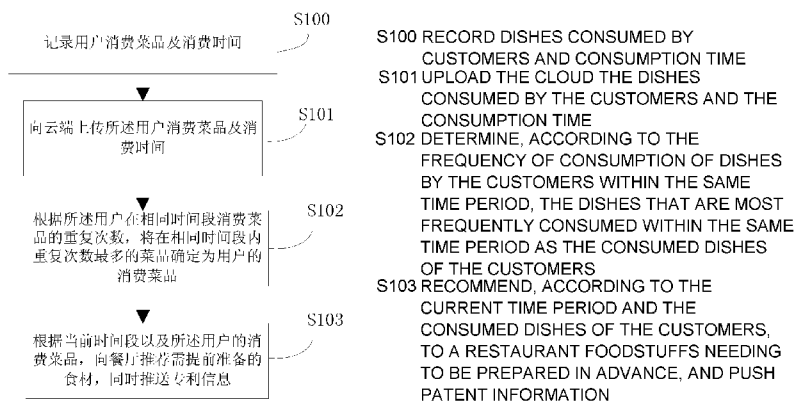 S100
记录用户消费菜品及消费时间
S101
向云端上传所述用户消费菜品及消
费时间
S102
根据所述用户在相同时间段消费菜
品的重复次数，将在相同时间段内
重复次数最多的菜品确定为用户的
消费菜品
S103
根据当前时间段以及所述用户的消
费菜品，向餐厅推荐需提前准备的
食材，同时推送专利信息
S100 RECORD DISHES CONSUMED BY
CUSTOMERS AND CONSUMPTION TIME
S101 UPLOAD THE CLOUD THE DISHES
CONSUMED BY THE CUSTOMERS AND THE
CONSUMPTION TIME
S102 DETERMINE, ACCORDING TO THE
FREQUENCY OF CONSUMPTION OF DISHES
BY THE CUSTOMERS WITHIN THE SAME
TIME PERIOD, THE DISHES THAT ARE MOST
FREQUENTLY CONSUMED WITHIN THE SAME
TIME PERIOD AS THE CONSUMED DISHES
OF THE CUSTOMERS
S103 RECOMMEND, ACCORDING TO THE
CURRENT TIME PERIOD AND THE
CONSUMED DISHES OF THE CUSTOMERS,
TO A RESTAURANT FOODSTUFFS NEEDING
TO BE PREPARED IN ADVANCE, AND PUSH
PATENT INFORMATION